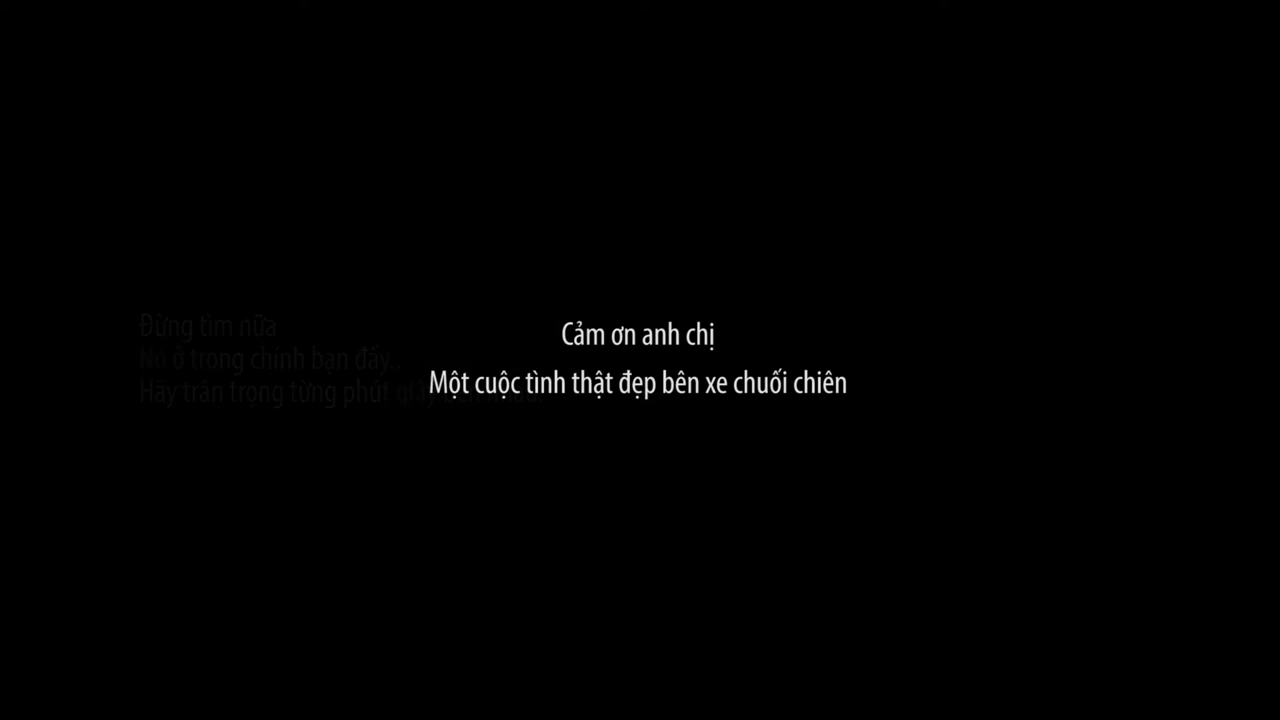 Đừng tìm nữa
Nó ở trong chính bạn đấy..
Hãy trân trọng từng phút giây
Cảm ơn anh chị
Một cuộc tình thật đẹp bên xe chuối chiên